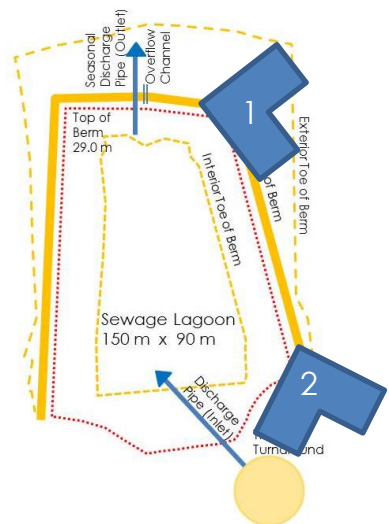 Seasonal
Discharge
Pipe (Outlet)
Overflow
Channel
1
Top of
Berm
29.0 m
Interior Toe of Berm
of Berm
Exterior Toe of Berm
Sewage Lagoon
150 m x 90 m
Discharge
Pipe (Inlet)
2